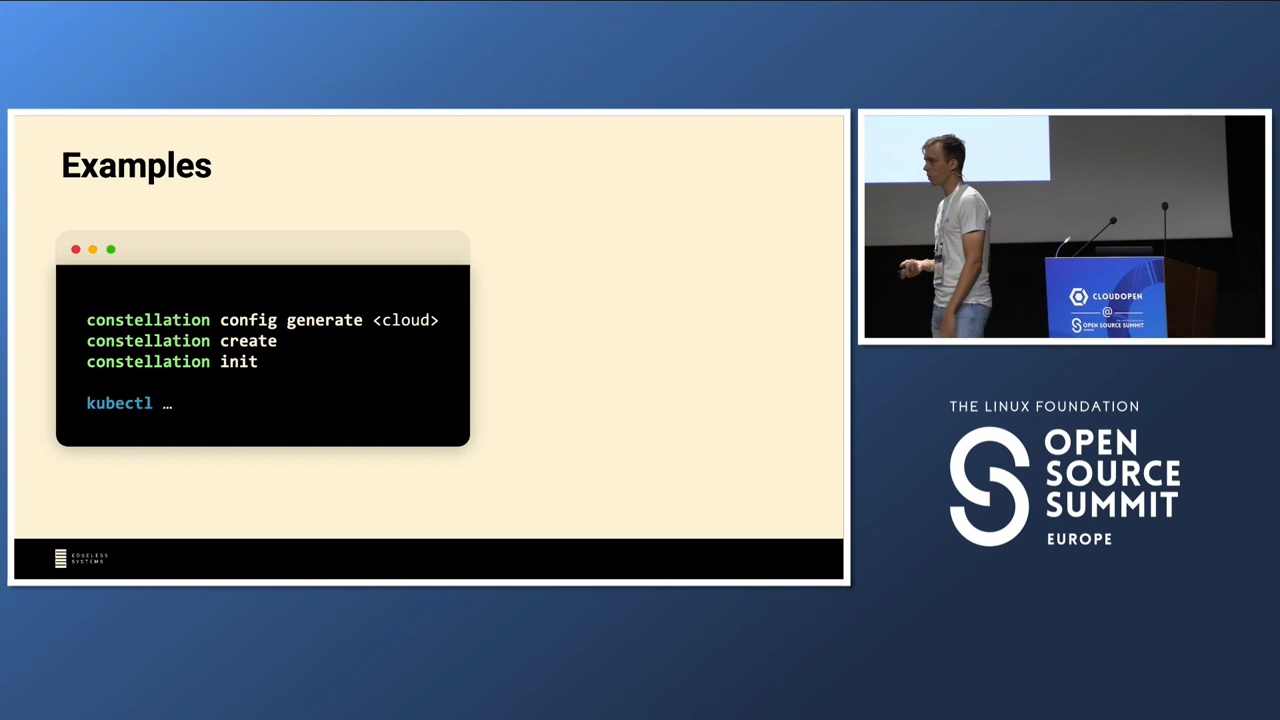 Examples
constellation config generate <cloud>
constellation create
constellation init
kubectl …
EDGELESS
SYSTEMS
CLOUDOPEN
@
OPEN SOURCE SUMMIT
THE LINUX FOUNDATION
OPEN
SOURCE
SUMMIT
EUROPE